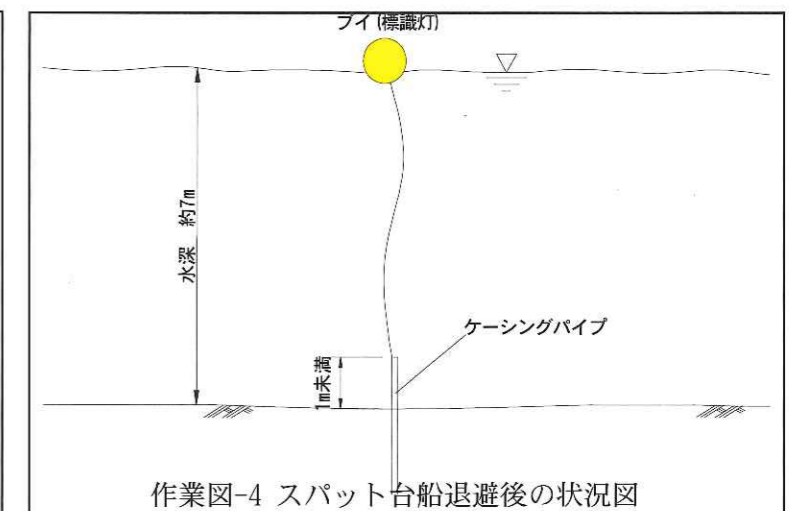 ブイ(標識灯)
水深 約7m
ケーシングパイプ
1m未満
作業図-4 スパット台船退避後の状況図